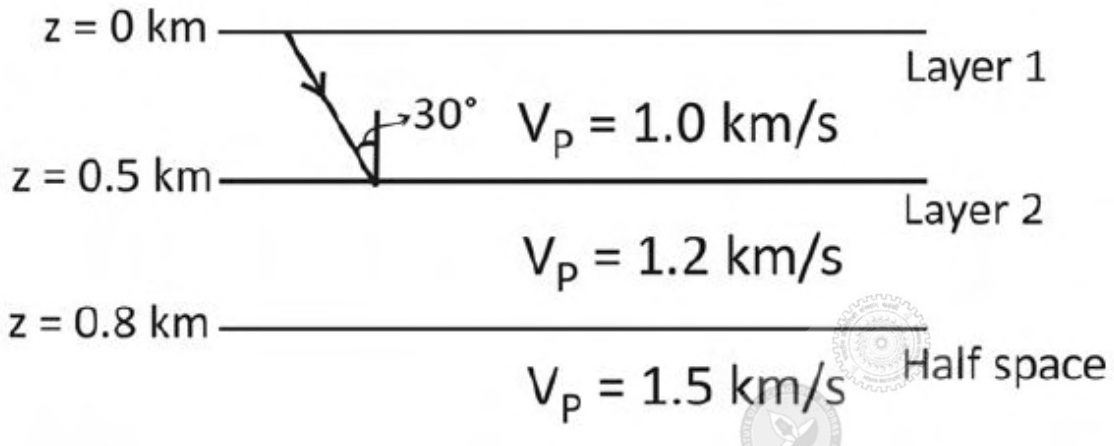 z = 0 km
Layer 1
30°
V_P = 1.0 km/s
z = 0.5 km
Layer 2
V_P = 1.2 km/s
z = 0.8 km
Half space
V_P = 1.5 km/s